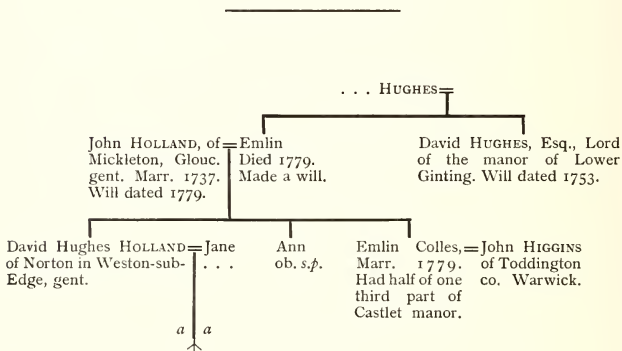 . . . HUGHES=
John HOLLAND, of=Emlin
Mickleton, Glouc. Died 1779.
gent. Marr. 1737. Made a will.
Will dated 1779.
David HUGHES, Esq., Lord
of the manor of Lower
Ginting. Will dated 1753.
David Hughes HOLLAND=Jane
of Norton in Weston-sub- . . .
Edge, gent.
Ann
ob. s.p.
Emlin Colles,=John HIGGINS
Marr. 1779. of Toddington
Had half of one co. Warwick.
third part of
Castlet manor.
a a